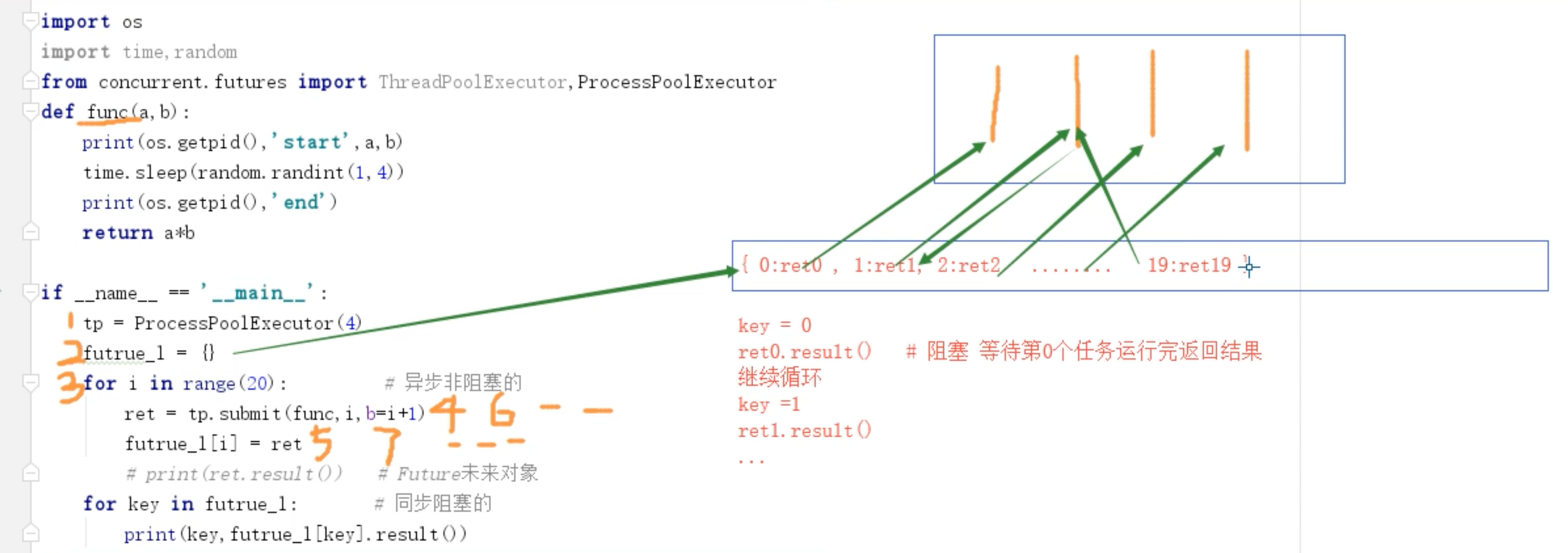 import os
import time,random
from concurrent.futures import ThreadPoolExecutor,ProcessPoolExecutor
def func(a,b):
print(os.getpid(),'start',a,b)
time.sleep(random.randint(1,4))
print(os.getpid(),'end')
return a*b
if __name__ == '__main__':
1 tp = ProcessPoolExecutor(4)
2 futrue_l = {}
3 for i in range(20): # 异步非阻塞的
ret = tp.submit(func,i,b=i+1) 4 6 - -
futrue_l[i] = ret 5 7 - - -
# print(ret.result()) # Future未来对象
for key in futrue_l: # 同步阻塞的
print(key,futrue_l[key].result())
{ 0:ret0 , 1:ret1, 2:ret2 ........ 19:ret19 }
key = 0
ret0.result() # 阻塞 等待第0个任务运行完返回结果
继续循环
key =1
ret1.result()
...